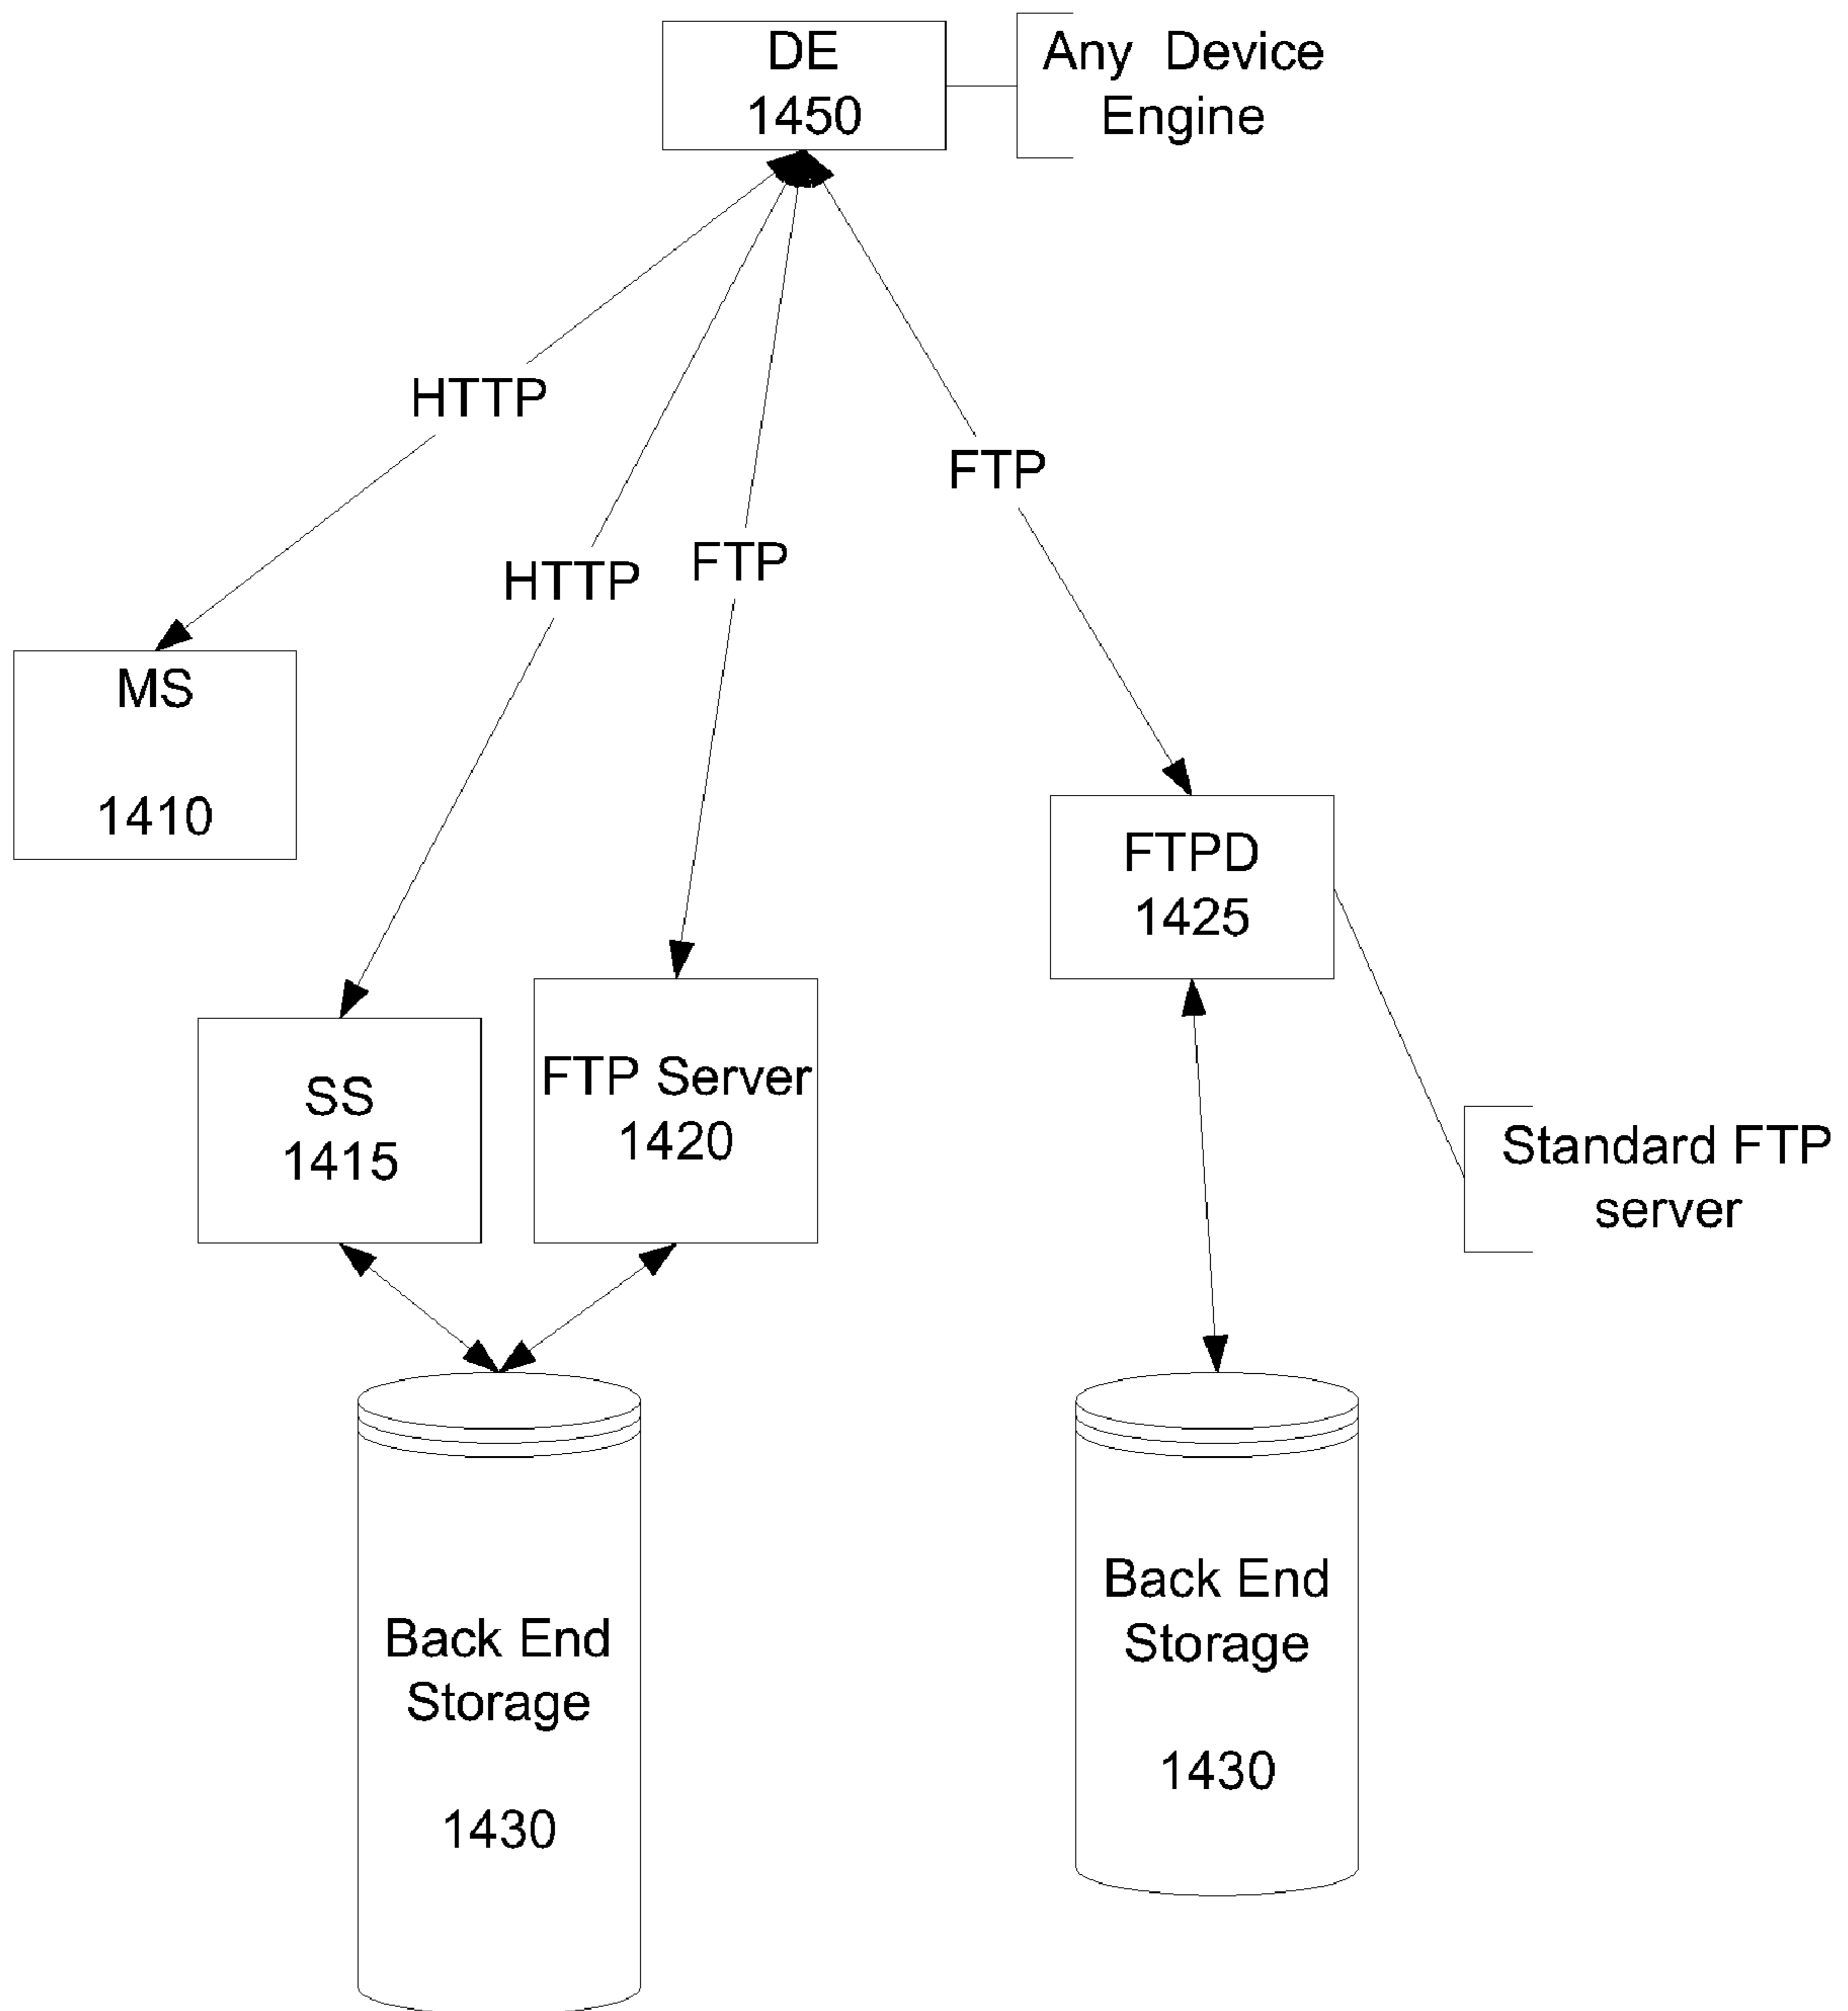 DE
1450
Any Device
Engine
HTTP
FTP
HTTP
FTP
MS
1410
FTPD
1425
SS
1415
FTP Server
1420
Standard FTP
server
Back End
Storage
1430
Back End
Storage
1430